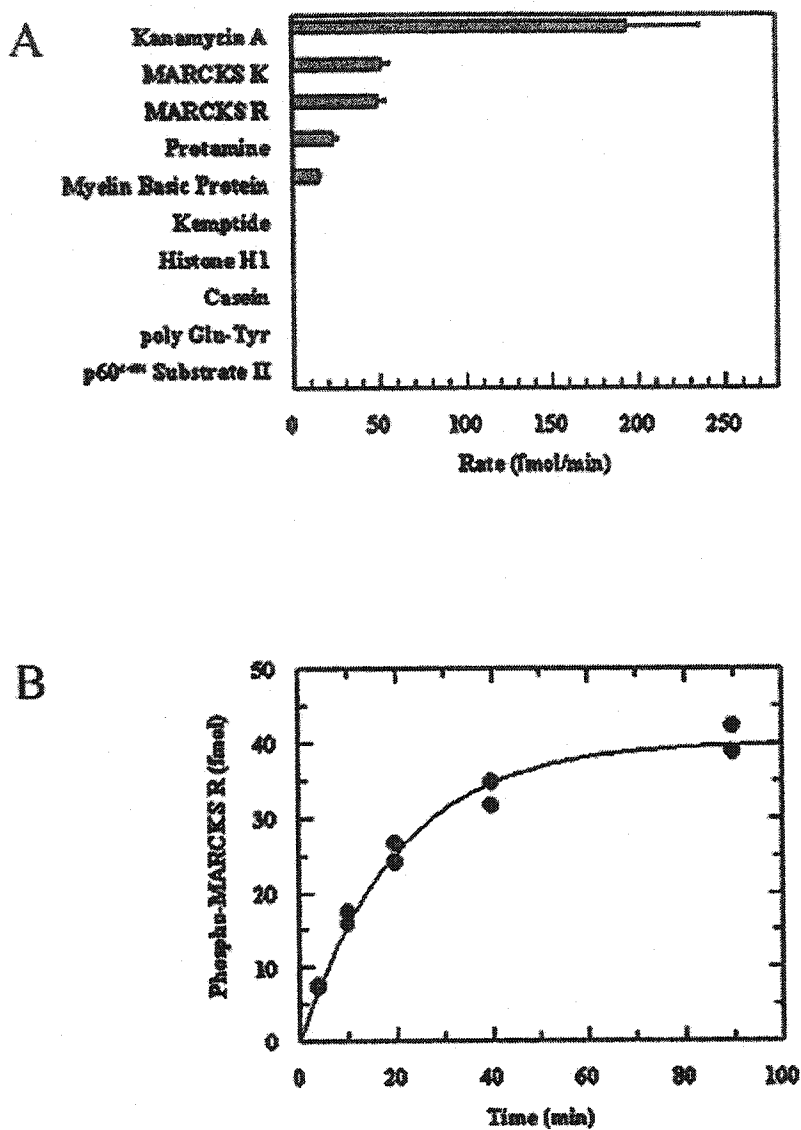 A
Kanamycin A
MARCKS K
MARCKS R
Protamine
Myelin Basic Protein
Kemptide
Histone H1
Casein
poly Glu-Tyr
Substrate II
0 50 100 150 200 250
Rate (fmol/min)
B
50
40
30
20
10
0
Phospho-MARCKS R (fmol)
0 20 40 60 80 100
Time (min)